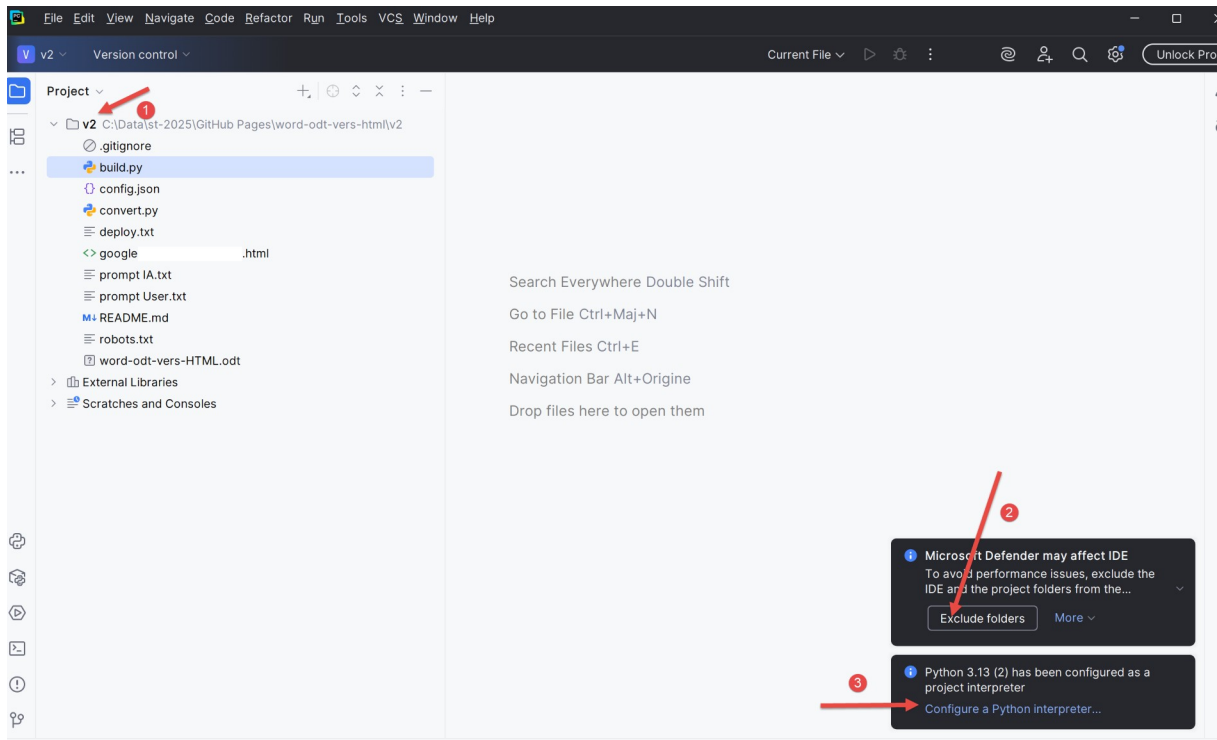 PC
File Edit View Navigate Code Refactor Run Tools VCS Window Help
V v2 Version control Current File Unlock Pro
Project
1
v2 C:\Data\st-2025\GitHub Pages\word-odt-vers-html\v2
.gitignore
build.py
{} config.json
convert.py
deploy.txt
<> google .html
prompt IA.txt
prompt User.txt
M↓ README.md
robots.txt
? word-odt-vers-HTML.odt
External Libraries
Scratches and Consoles
Search Everywhere Double Shift
Go to File Ctrl+Maj+N
Recent Files Ctrl+E
Navigation Bar Alt+Origine
Drop files here to open them
2
Microsoft Defender may affect IDE
To avoid performance issues, exclude the
IDE and the project folders from the...
Exclude folders More
3
Python 3.13 (2) has been configured as a
project interpreter
Configure a Python interpreter...